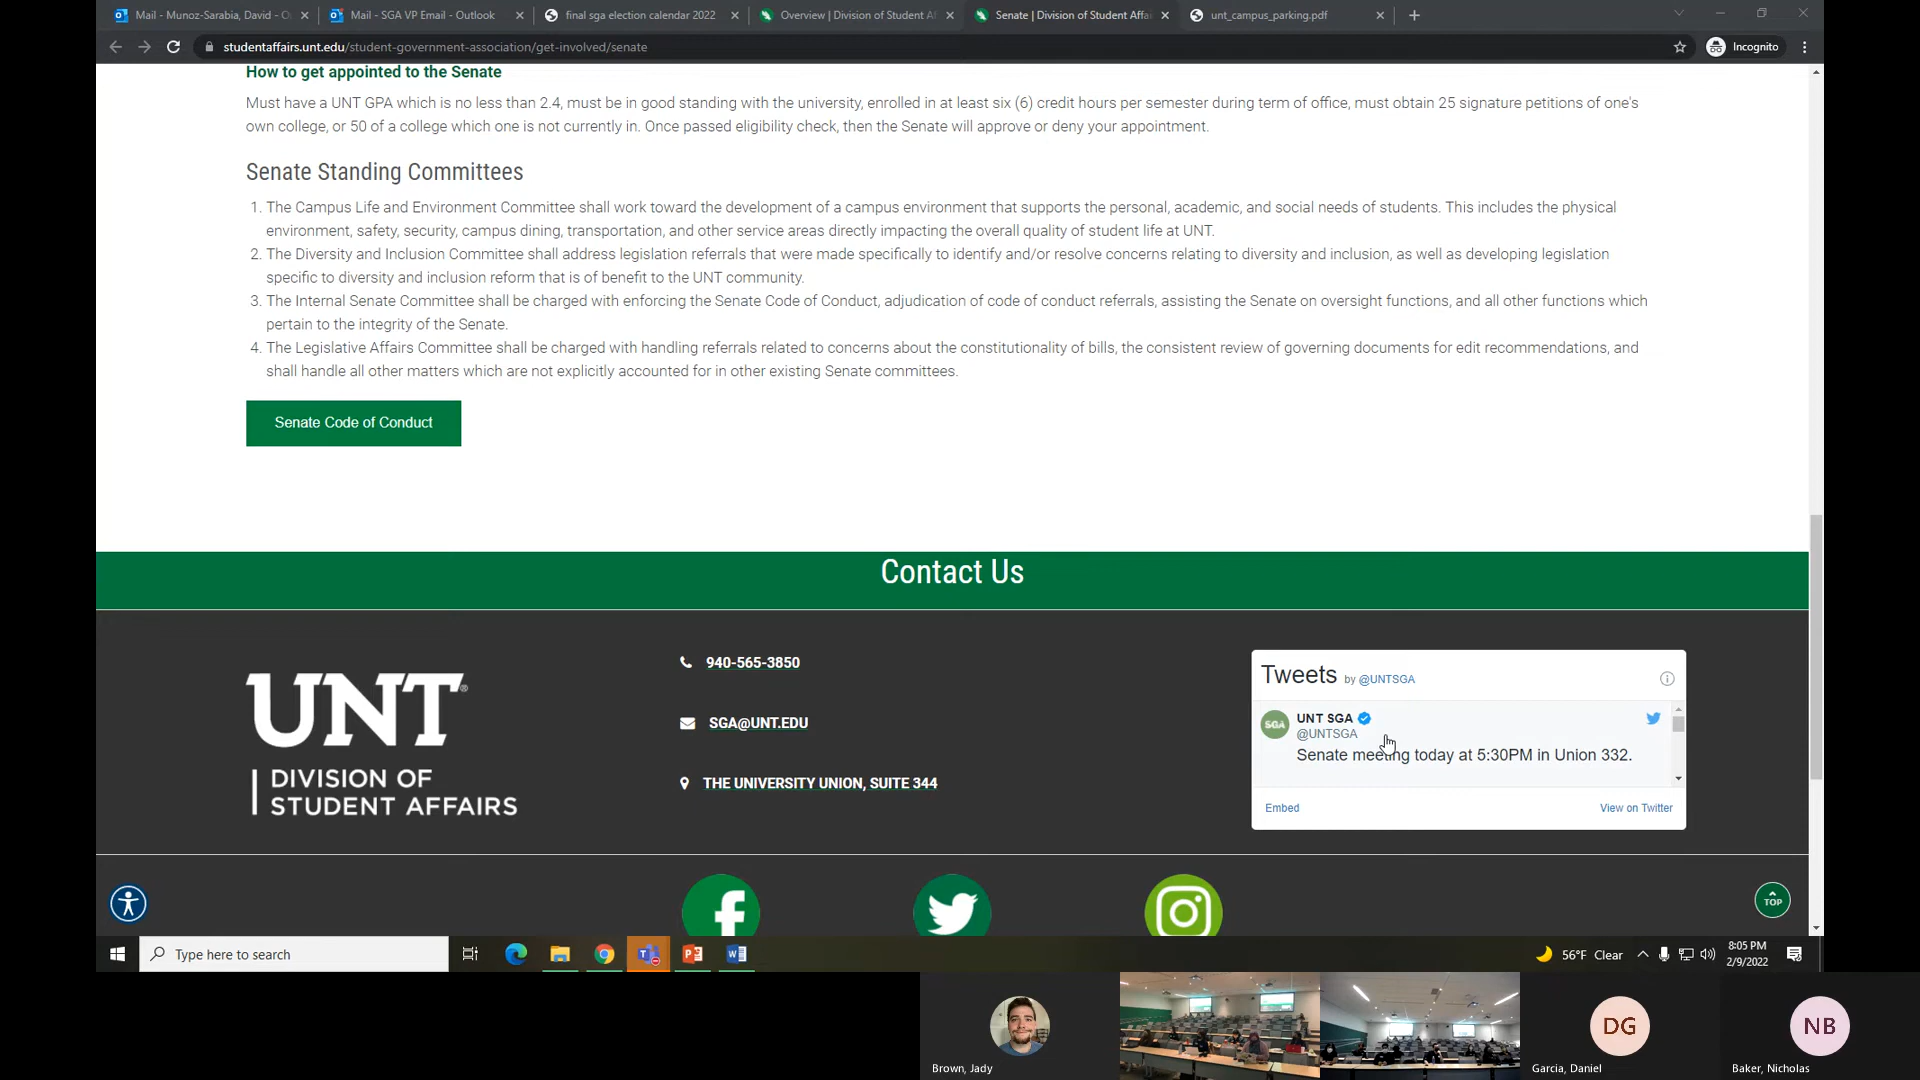 Mail - Munoz-Sarabia, David - O
Mail - SGA VP Email - Outlook
final sga election calendar 2022
Overview | Division of Student Af
Senate | Division of Student Affai
unt_campus_parking.pdf
studentaffairs.unt.edu/student-government-association/get-involved/senate
Incognito
How to get appointed to the Senate
Must have a UNT GPA which is no less than 2.4, must be in good standing with the university, enrolled in at least six (6) credit hours per semester during term of office, must obtain 25 signature petitions of one's
own college, or 50 of a college which one is not currently in. Once passed eligibility check, then the Senate will approve or deny your appointment.
Senate Standing Committees
1. The Campus Life and Environment Committee shall work toward the development of a campus environment that supports the personal, academic, and social needs of students. This includes the physical
environment, safety, security, campus dining, transportation, and other service areas directly impacting the overall quality of student life at UNT.
2. The Diversity and Inclusion Committee shall address legislation referrals that were made specifically to identify and/or resolve concerns relating to diversity and inclusion, as well as developing legislation
specific to diversity and inclusion reform that is of benefit to the UNT community.
3. The Internal Senate Committee shall be charged with enforcing the Senate Code of Conduct, adjudication of code of conduct referrals, assisting the Senate on oversight functions, and all other functions which
pertain to the integrity of the Senate.
4. The Legislative Affairs Committee shall be charged with handling referrals related to concerns about the constitutionality of bills, the consistent review of governing documents for edit recommendations, and
shall handle all other matters which are not explicitly accounted for in other existing Senate committees.
Senate Code of Conduct
Contact Us
UNT®
DIVISION OF
STUDENT AFFAIRS
940-565-3850
SGA@UNT.EDU
THE UNIVERSITY UNION, SUITE 344
Tweets by @UNTSGA
SGA
UNT SGA
@UNTSGA
Senate meeting today at 5:30PM in Union 332.
Embed
View on Twitter
TOP
Type here to search
56°F Clear
8:05 PM
2/9/2022
Brown, Jady
DG
Garcia, Daniel
NB
Baker, Nicholas